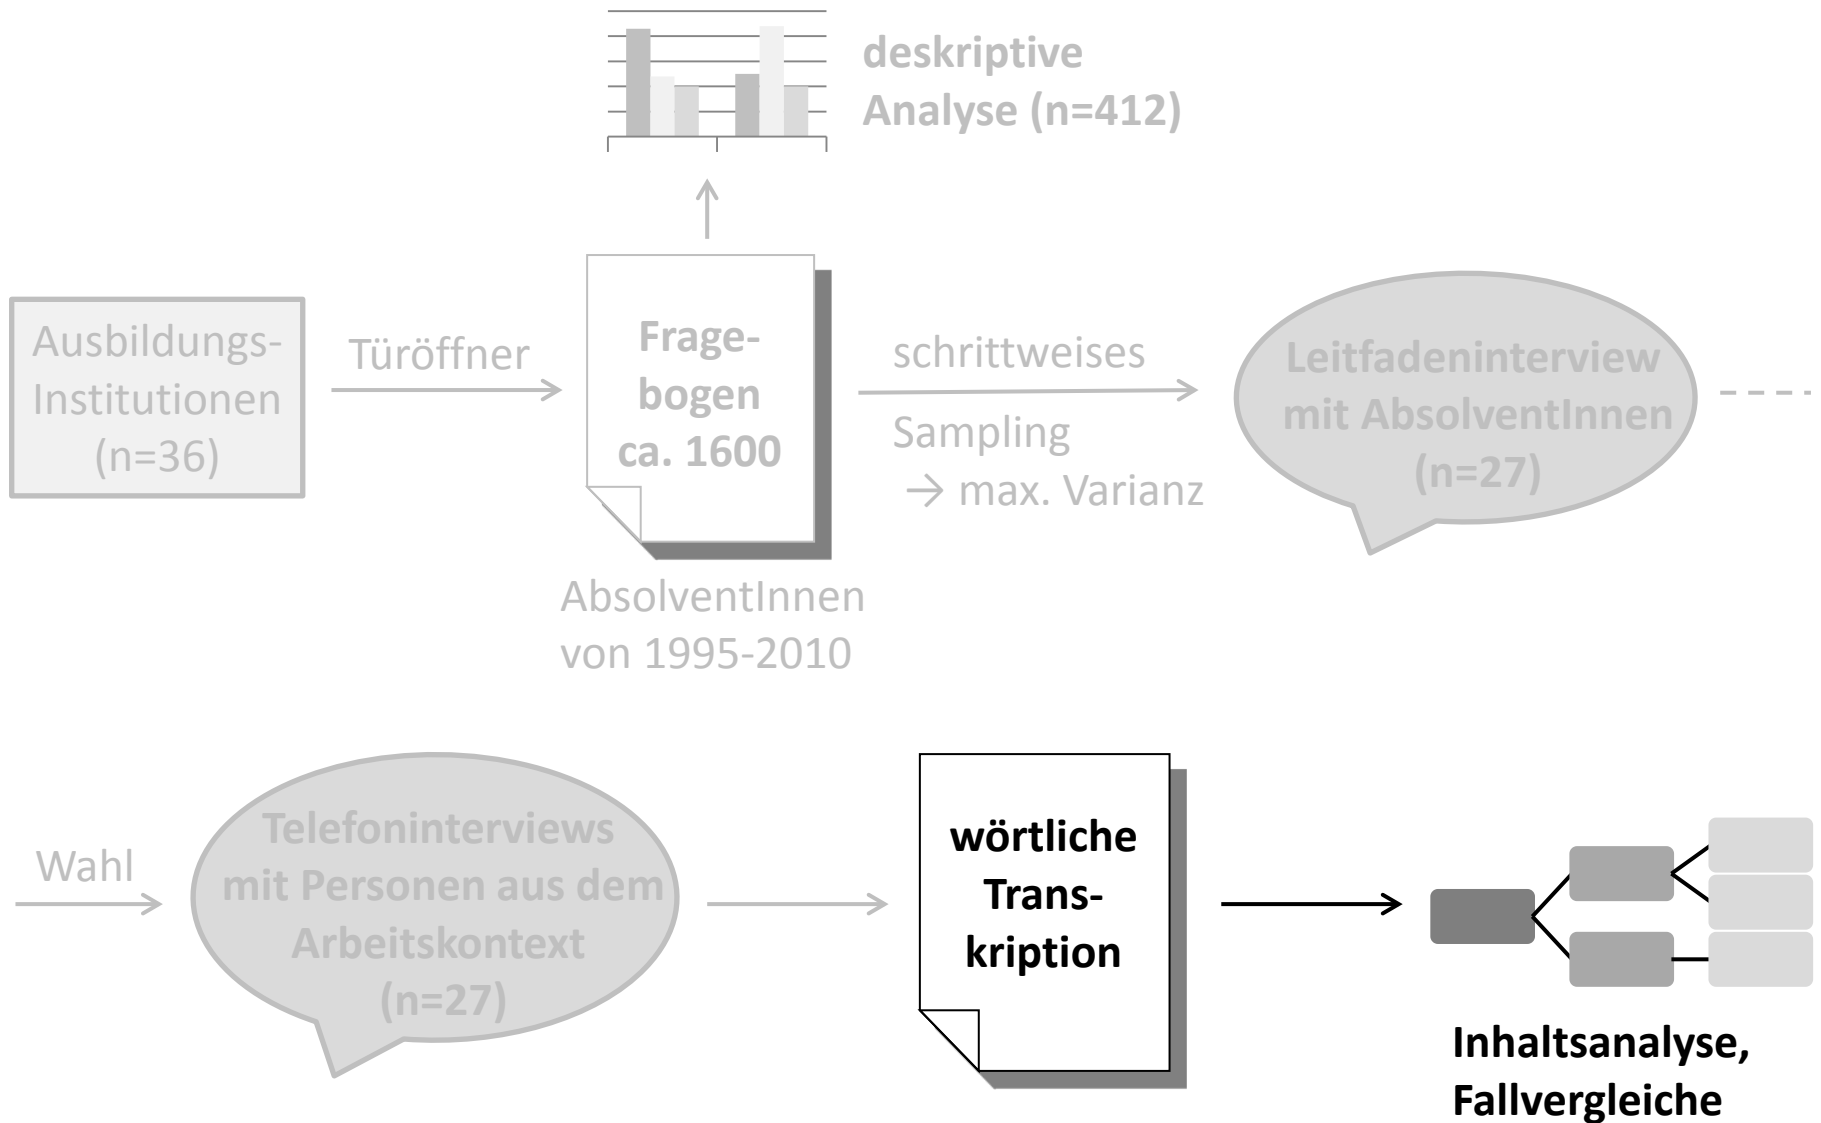 deskriptive
Analyse (n=412)
Ausbildungs-
Institutionen
(n=36)
Türöffner
Frage-
bogen
ca. 1600
AbsolventInnen
von 1995-2010
schrittweises
Sampling
→ max. Varianz
Leitfadeninterview
mit AbsolventInnen
(n=27)
Wahl
Telefoninterviews
mit Personen aus dem
Arbeitskontext
(n=27)
wörtliche
Trans-
kription
Inhaltsanalyse,
Fallvergleiche